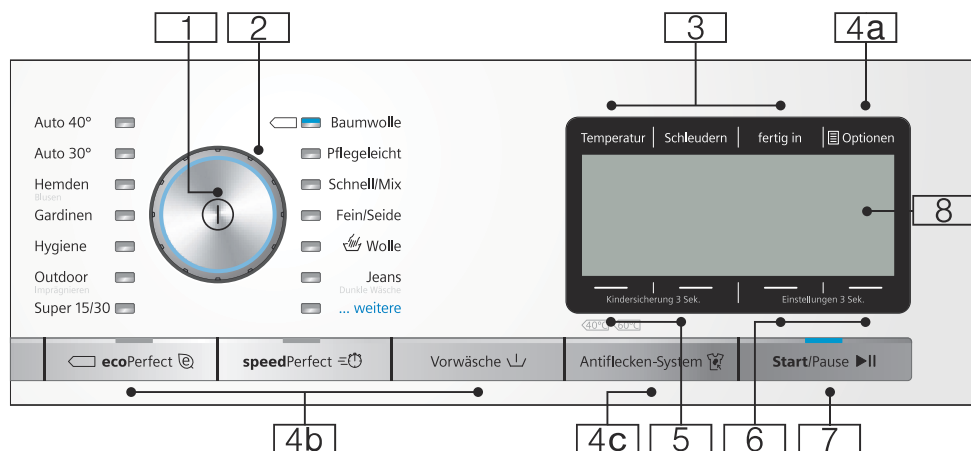 1 2 3 4a
Auto 40°
Auto 30°
Hemden
Blusen
Gardinen
Hygiene
Outdoor
Imprägnieren
Super 15/30
Baumwolle
Pflegeleicht
Schnell/Mix
Fein/Seide
Wolle
Jeans
Dunkle Wäsche
... weitere
Temperatur Schleudern fertig in Optionen
8
Kindersicherung 3 Sek. Einstellungen 3 Sek.
40°C 60°C
ecoPerfect e speedPerfect Vorwäsche Antiflecken-System Start/Pause
4b 4c 5 6 7